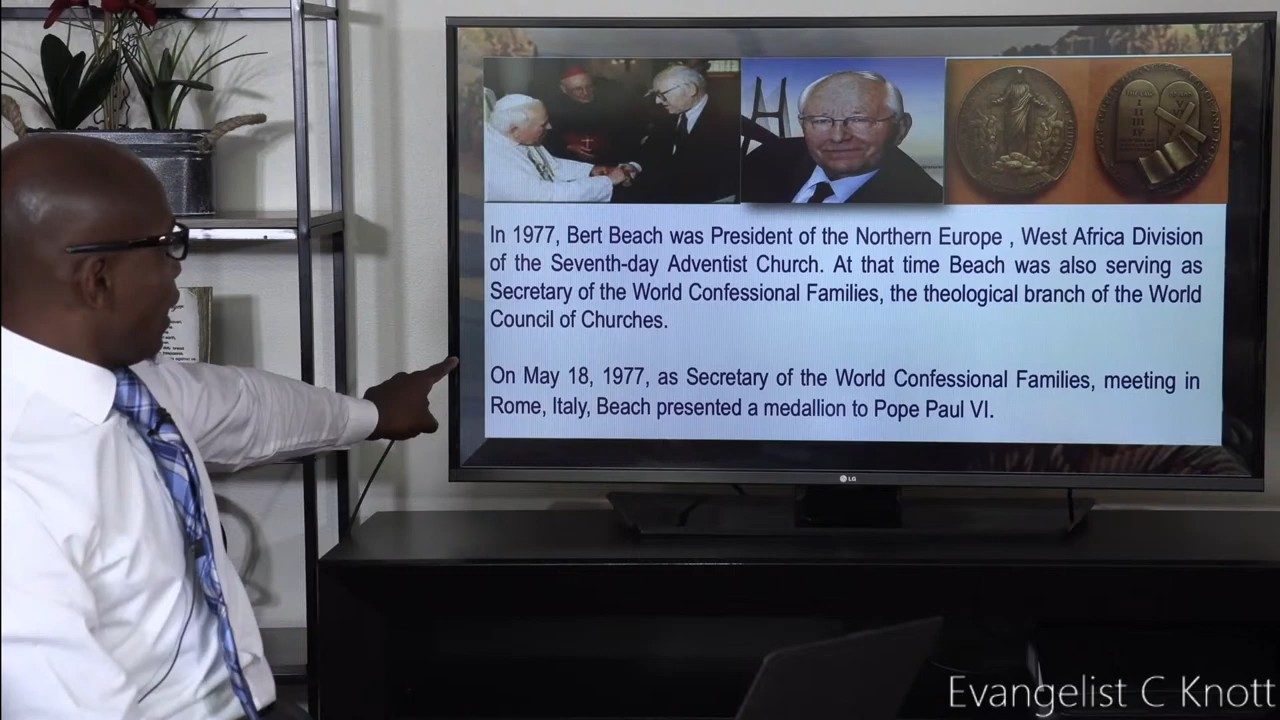 In 1977, Bert Beach was President of the Northern Europe , West Africa Division
of the Seventh-day Adventist Church. At that time Beach was also serving as
Secretary of the World Confessional Families, the theological branch of the World
Council of Churches.
On May 18, 1977, as Secretary of the World Confessional Families, meeting in
Rome, Italy, Beach presented a medallion to Pope Paul VI.
LG
Evangelist C Knott